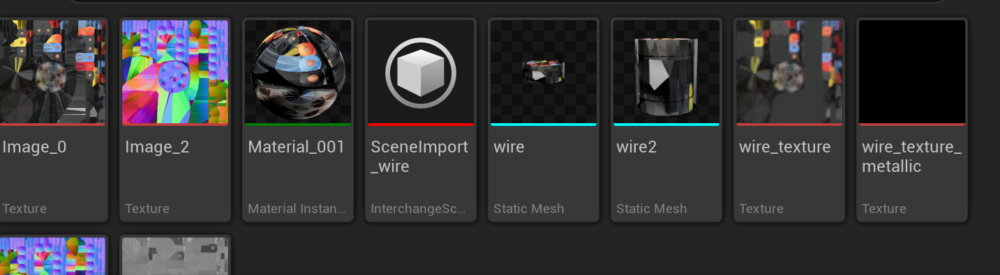 Image_0
Image_2
Material_001
SceneImport
_wire
wire
wire2
wire_texture
wire_texture_
metallic
Texture
Texture
Material Instan...
InterchangeSc...
Static Mesh
Static Mesh
Texture
Texture